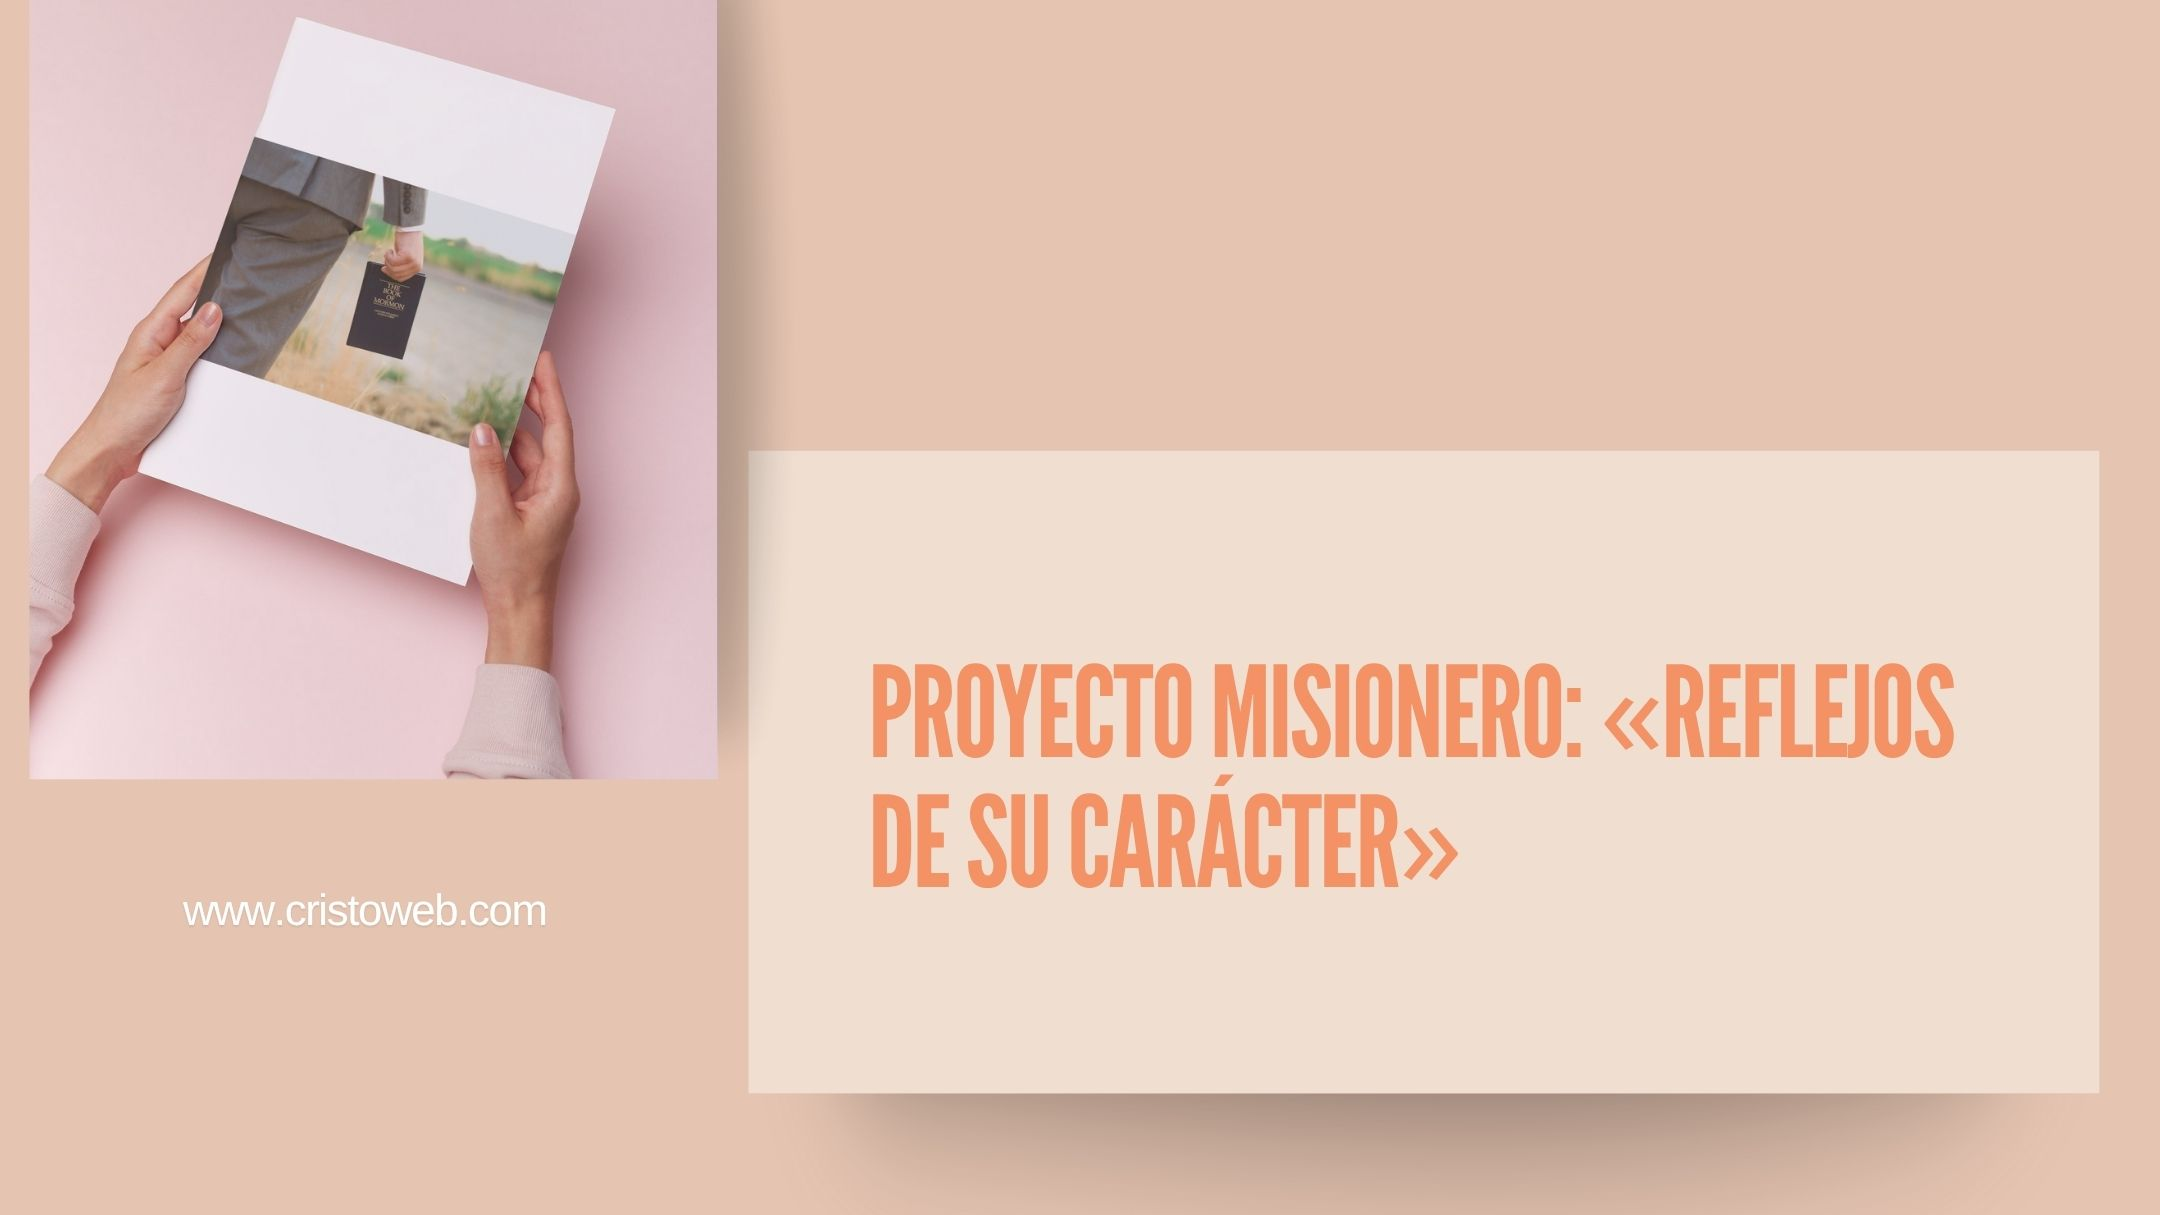 THE
BOOK
OF
MORMON
PROYECTO MISIONERO: «REFLEJOS
DE SU CARÁCTER»
www.cristoweb.com